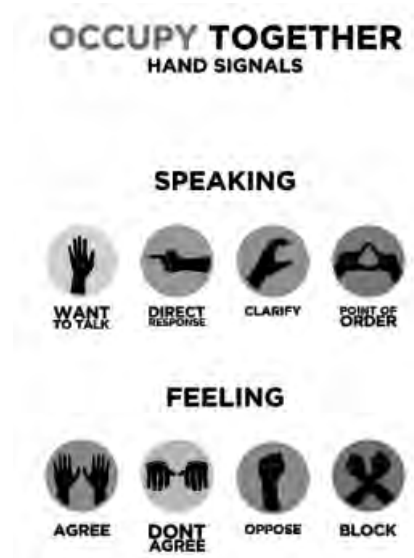 OCCUPY TOGETHER
HAND SIGNALS
SPEAKING
WANT
TO TALK
DIRECT
RESPONSE
CLARIFY
POINT OF
ORDER
FEELING
AGREE
DONT
AGREE
OPPOSE
BLOCK